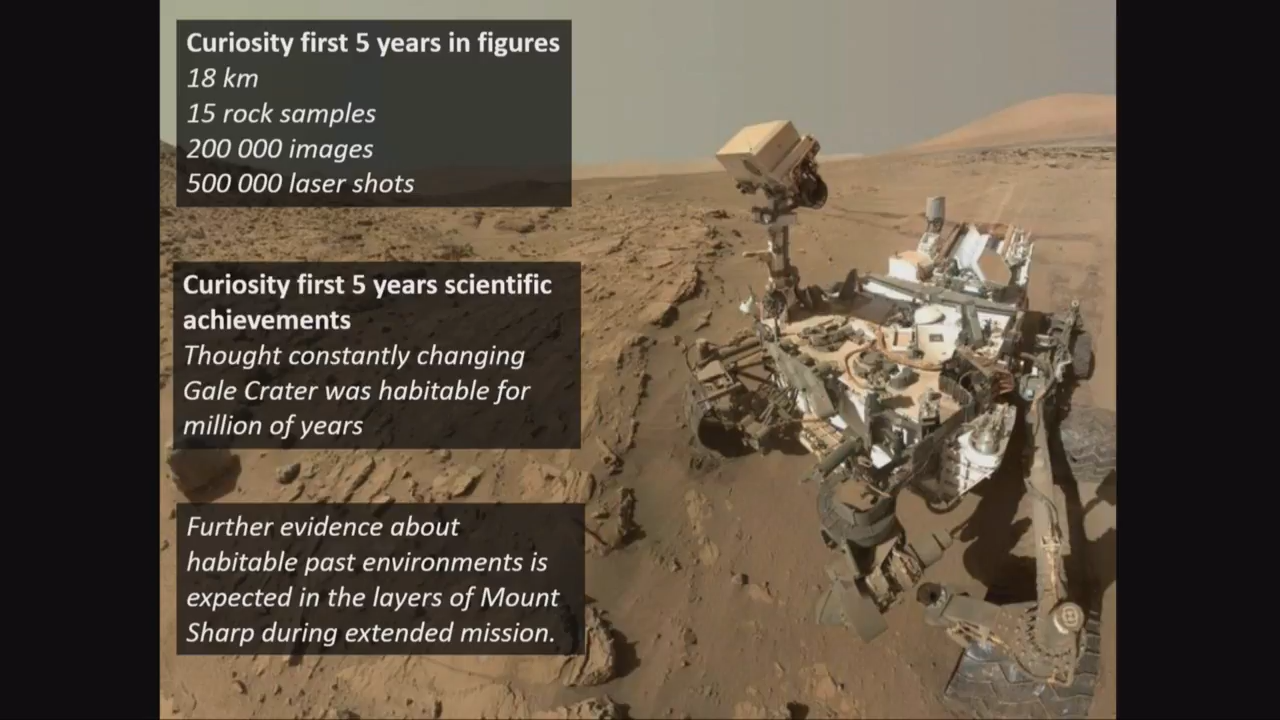 Curiosity first 5 years in figures
18 km
15 rock samples
200 000 images
500 000 laser shots
Curiosity first 5 years scientific
achievements
Thought constantly changing
Gale Crater was habitable for
million of years
Further evidence about
habitable past environments is
expected in the layers of Mount
Sharp during extended mission.